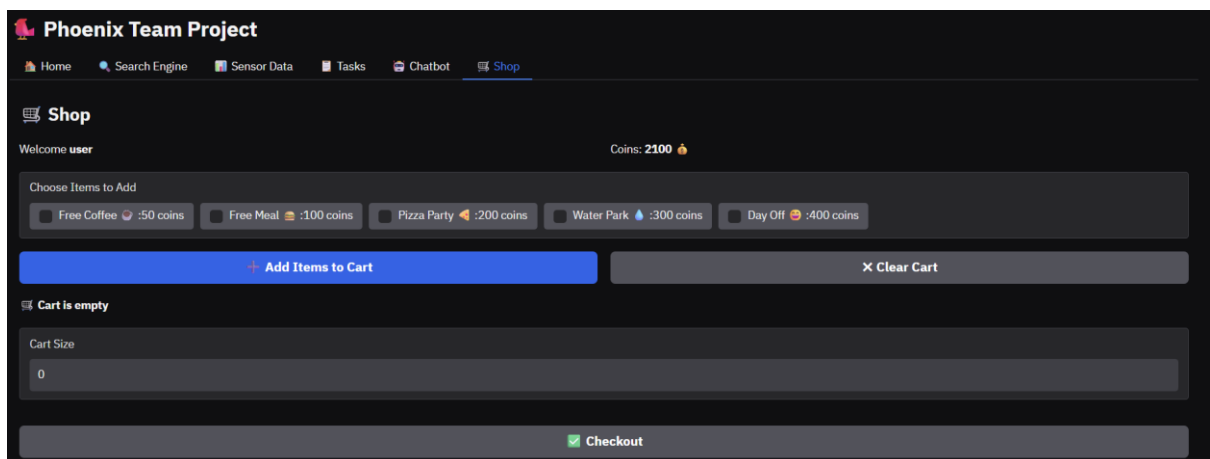 Phoenix Team Project
Home Search Engine Sensor Data Tasks Chatbot Shop
Shop
Welcome user Coins: 2100
Choose Items to Add
Free Coffee :50 coins Free Meal :100 coins Pizza Party :200 coins Water Park :300 coins Day Off :400 coins
Add Items to Cart Clear Cart
Cart is empty
Cart Size
0
Checkout